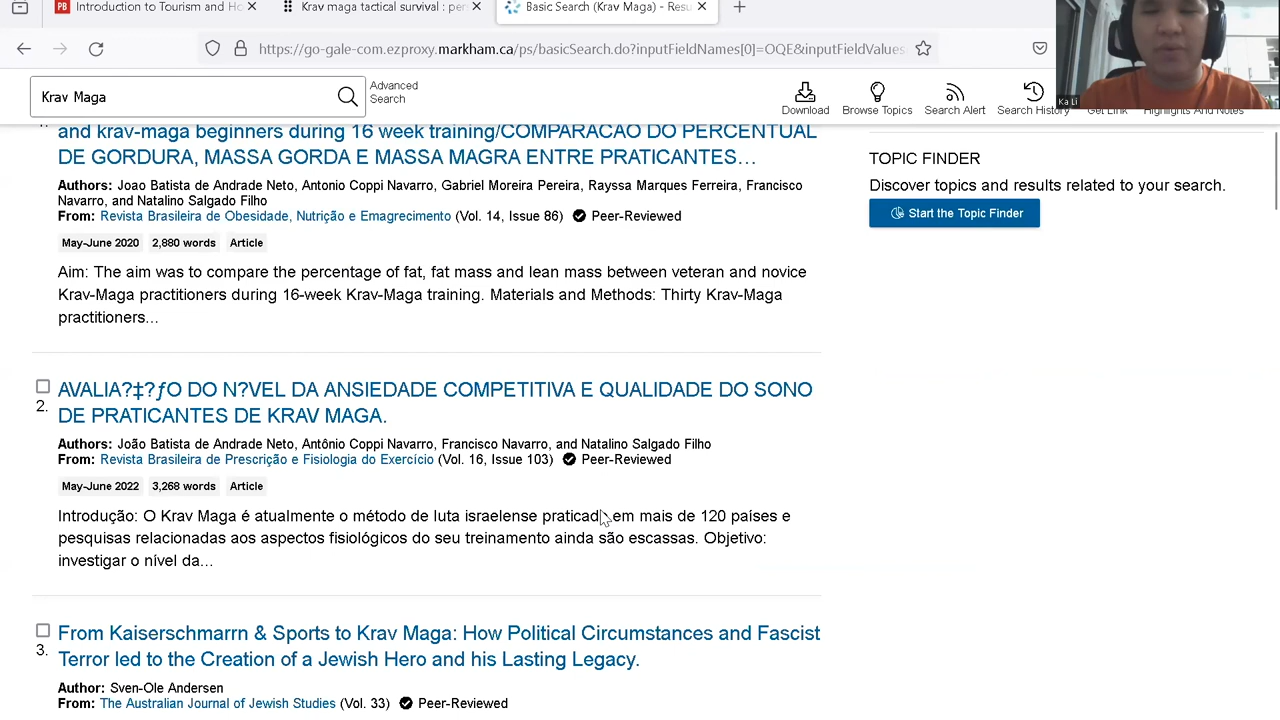 Introduction to Tourism and Ho
Krav maga tactical survival : per
Basic Search (Krav Maga) - Resu
https://go-gale-com.ezproxy.markham.ca/ps/basicSearch.do?inputFieldNames[0]=OQE&inputFieldValues
Krav Maga
Advanced Search
Download
Browse Topics
Search Alert
Search History
Get Link
Highlights And Notes
Ka Li
1.
and krav-maga beginners during 16 week training/COMPARACAO DO PERCENTUAL
DE GORDURA, MASSA GORDA E MASSA MAGRA ENTRE PRATICANTES…
Authors: Joao Batista de Andrade Neto, Antonio Coppi Navarro, Gabriel Moreira Pereira, Rayssa Marques Ferreira, Francisco
Navarro, and Natalino Salgado Filho
From: Revista Brasileira de Obesidade, Nutrição e Emagrecimento (Vol. 14, Issue 86) Peer-Reviewed
May-June 2020 2,880 words Article
Aim: The aim was to compare the percentage of fat, fat mass and lean mass between veteran and novice
Krav-Maga practitioners during 16-week Krav-Maga training. Materials and Methods: Thirty Krav-Maga
practitioners...
2.
AVALIA?‡?ƒO DO N?VEL DA ANSIEDADE COMPETITIVA E QUALIDADE DO SONO
DE PRATICANTES DE KRAV MAGA.
Authors: João Batista de Andrade Neto, Antônio Coppi Navarro, Francisco Navarro, and Natalino Salgado Filho
From: Revista Brasileira de Prescrição e Fisiologia do Exercício (Vol. 16, Issue 103) Peer-Reviewed
May-June 2022 3,268 words Article
Introdução: O Krav Maga é atualmente o método de luta israelense praticado em mais de 120 países e
pesquisas relacionadas aos aspectos fisiológicos do seu treinamento ainda são escassas. Objetivo:
investigar o nível da...
3.
From Kaiserschmarrn & Sports to Krav Maga: How Political Circumstances and Fascist
Terror led to the Creation of a Jewish Hero and his Lasting Legacy.
Author: Sven-Ole Andersen
From: The Australian Journal of Jewish Studies (Vol. 33) Peer-Reviewed
TOPIC FINDER
Discover topics and results related to your search.
Start the Topic Finder